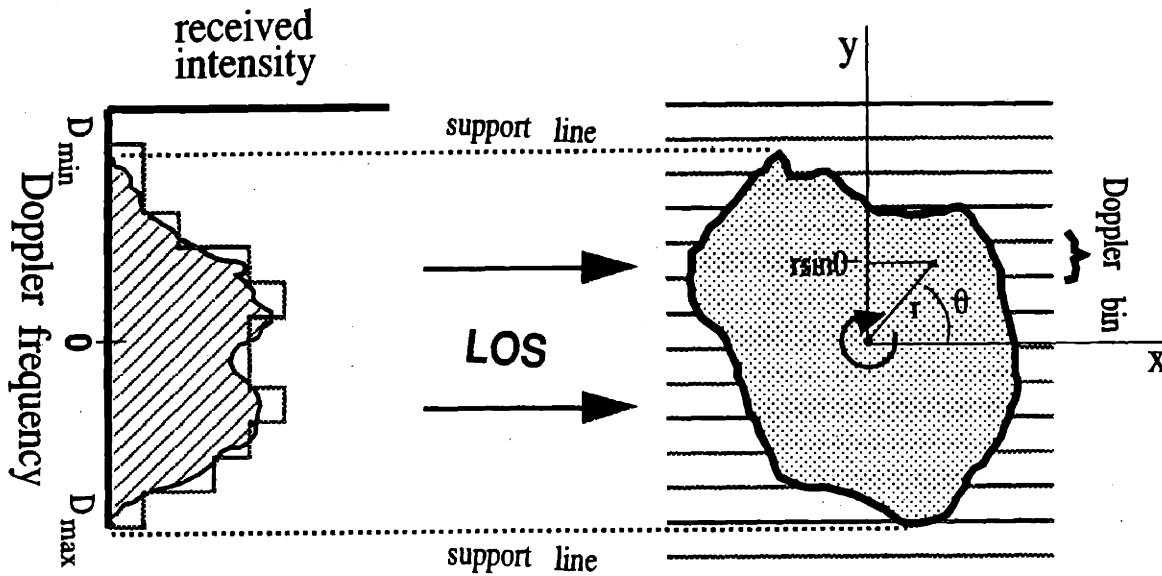 received
intensity
y
support line
D min
Doppler frequency
0
D max
LOS
rsinθ
r
θ
x
Doppler bin
support line